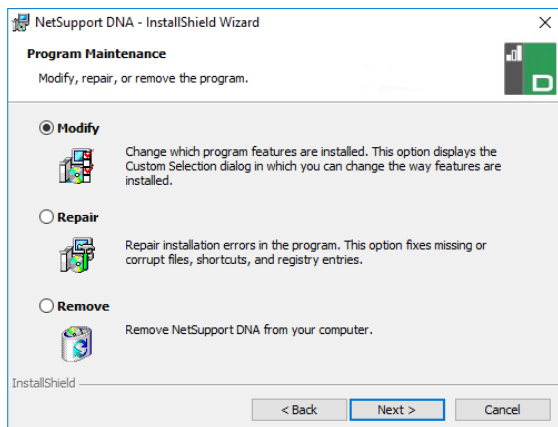 NetSupport DNA - InstallShield Wizard
Program Maintenance
Modify, repair, or remove the program.
D
Modify
Change which program features are installed. This option displays the
Custom Selection dialog in which you can change the way features are
installed.
Repair
Repair installation errors in the program. This option fixes missing or
corrupt files, shortcuts, and registry entries.
Remove
Remove NetSupport DNA from your computer.
InstallShield
< Back
Next >
Cancel